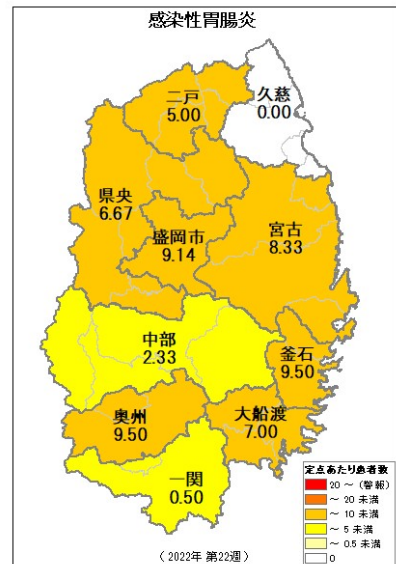 感染性胃腸炎
二戸
5.00
久慈
0.00
県央
6.67
盛岡市
9.14
宮古
8.33
中部
2.33
釜石
9.50
奥州
9.50
大船渡
7.00
一関
0.50
定点あたり患者数
20 ~ (警報)
~ 20 未満
~ 10 未満
~ 5 未満
~ 0.5 未満
0
(2022年 第22週)